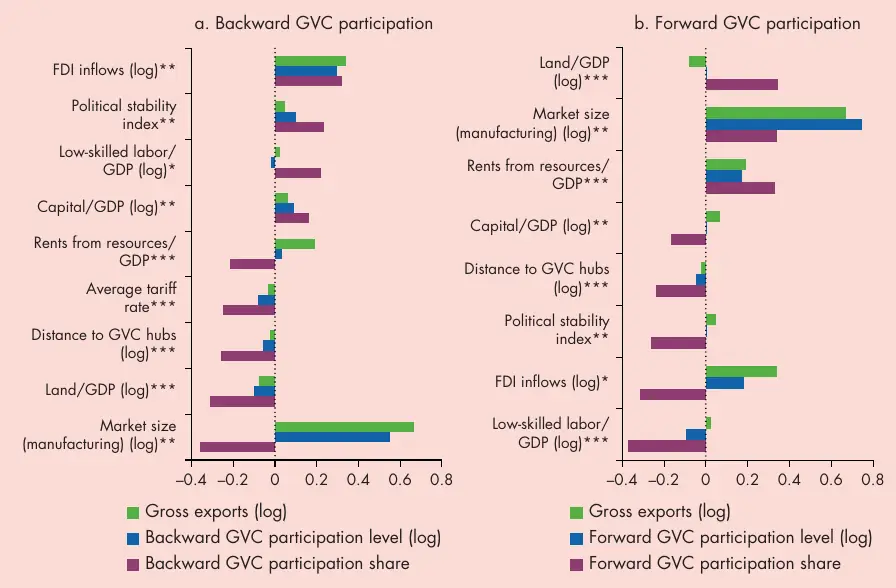 a. Backward GVC participation
FDI inflows (log)**
Political stability
index**
Low-skilled labor/
GDP (log)*
Capital/GDP (log)**
Rents from resources/
GDP***
Average tariff
rate***
Distance to GVC hubs
(log)***
Land/GDP (log)***
Market size
(manufacturing) (log)**
–0.4 –0.2 0 0.2 0.4 0.6 0.8
Gross exports (log)
Backward GVC participation level (log)
Backward GVC participation share
b. Forward GVC participation
Land/GDP
(log)***
Market size
(manufacturing) (log)**
Rents from resources/
GDP***
Capital/GDP (log)**
Distance to GVC hubs
(log)***
Political stability
index**
FDI inflows (log)*
Low-skilled labor/
GDP (log)***
–0.4 –0.2 0 0.2 0.4 0.6 0.8
Gross exports (log)
Forward GVC participation level (log)
Forward GVC participation share